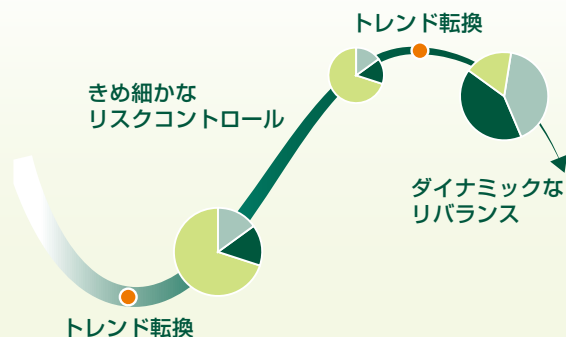 トレンド転換
きめ細かな
リスクコントロール
ダイナミックな
リバランス
トレンド転換